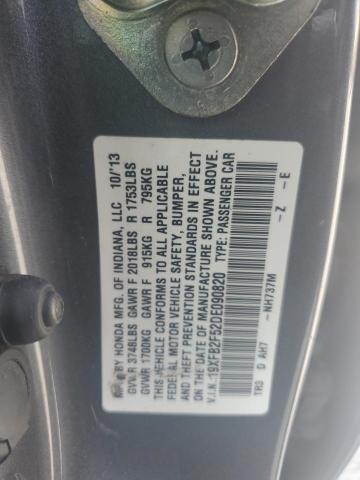 BY HONDA MFG. OF INDIANA, LLC 10/'13
GVWR 3748LBS GAWR F 2018LBS R 1753LBS
GVWR 1700KG GAWR F 915KG R 795KG
THIS VEHICLE CONFORMS TO ALL APPLICABLE
FEDERAL MOTOR VEHICLE SAFETY, BUMPER,
AND THEFT PREVENTION STANDARDS IN EFFECT
ON THE DATE OF MANUFACTURE SHOWN ABOVE.
V.I.N.:19XFB2F52DE090820 TYPE: PASSENGER CAR
TR3 D AH7 -NH737M -Z -E